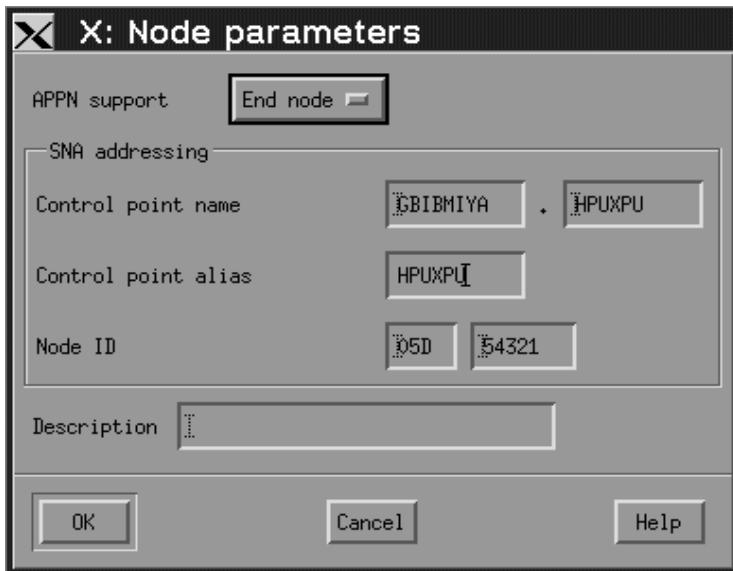 X: Node parameters
APPN support End node
SNA addressing
Control point name GBIBMIYA . HPUXPU
Control point alias HPUXPU
Node ID 05D 54321
Description
OK Cancel Help